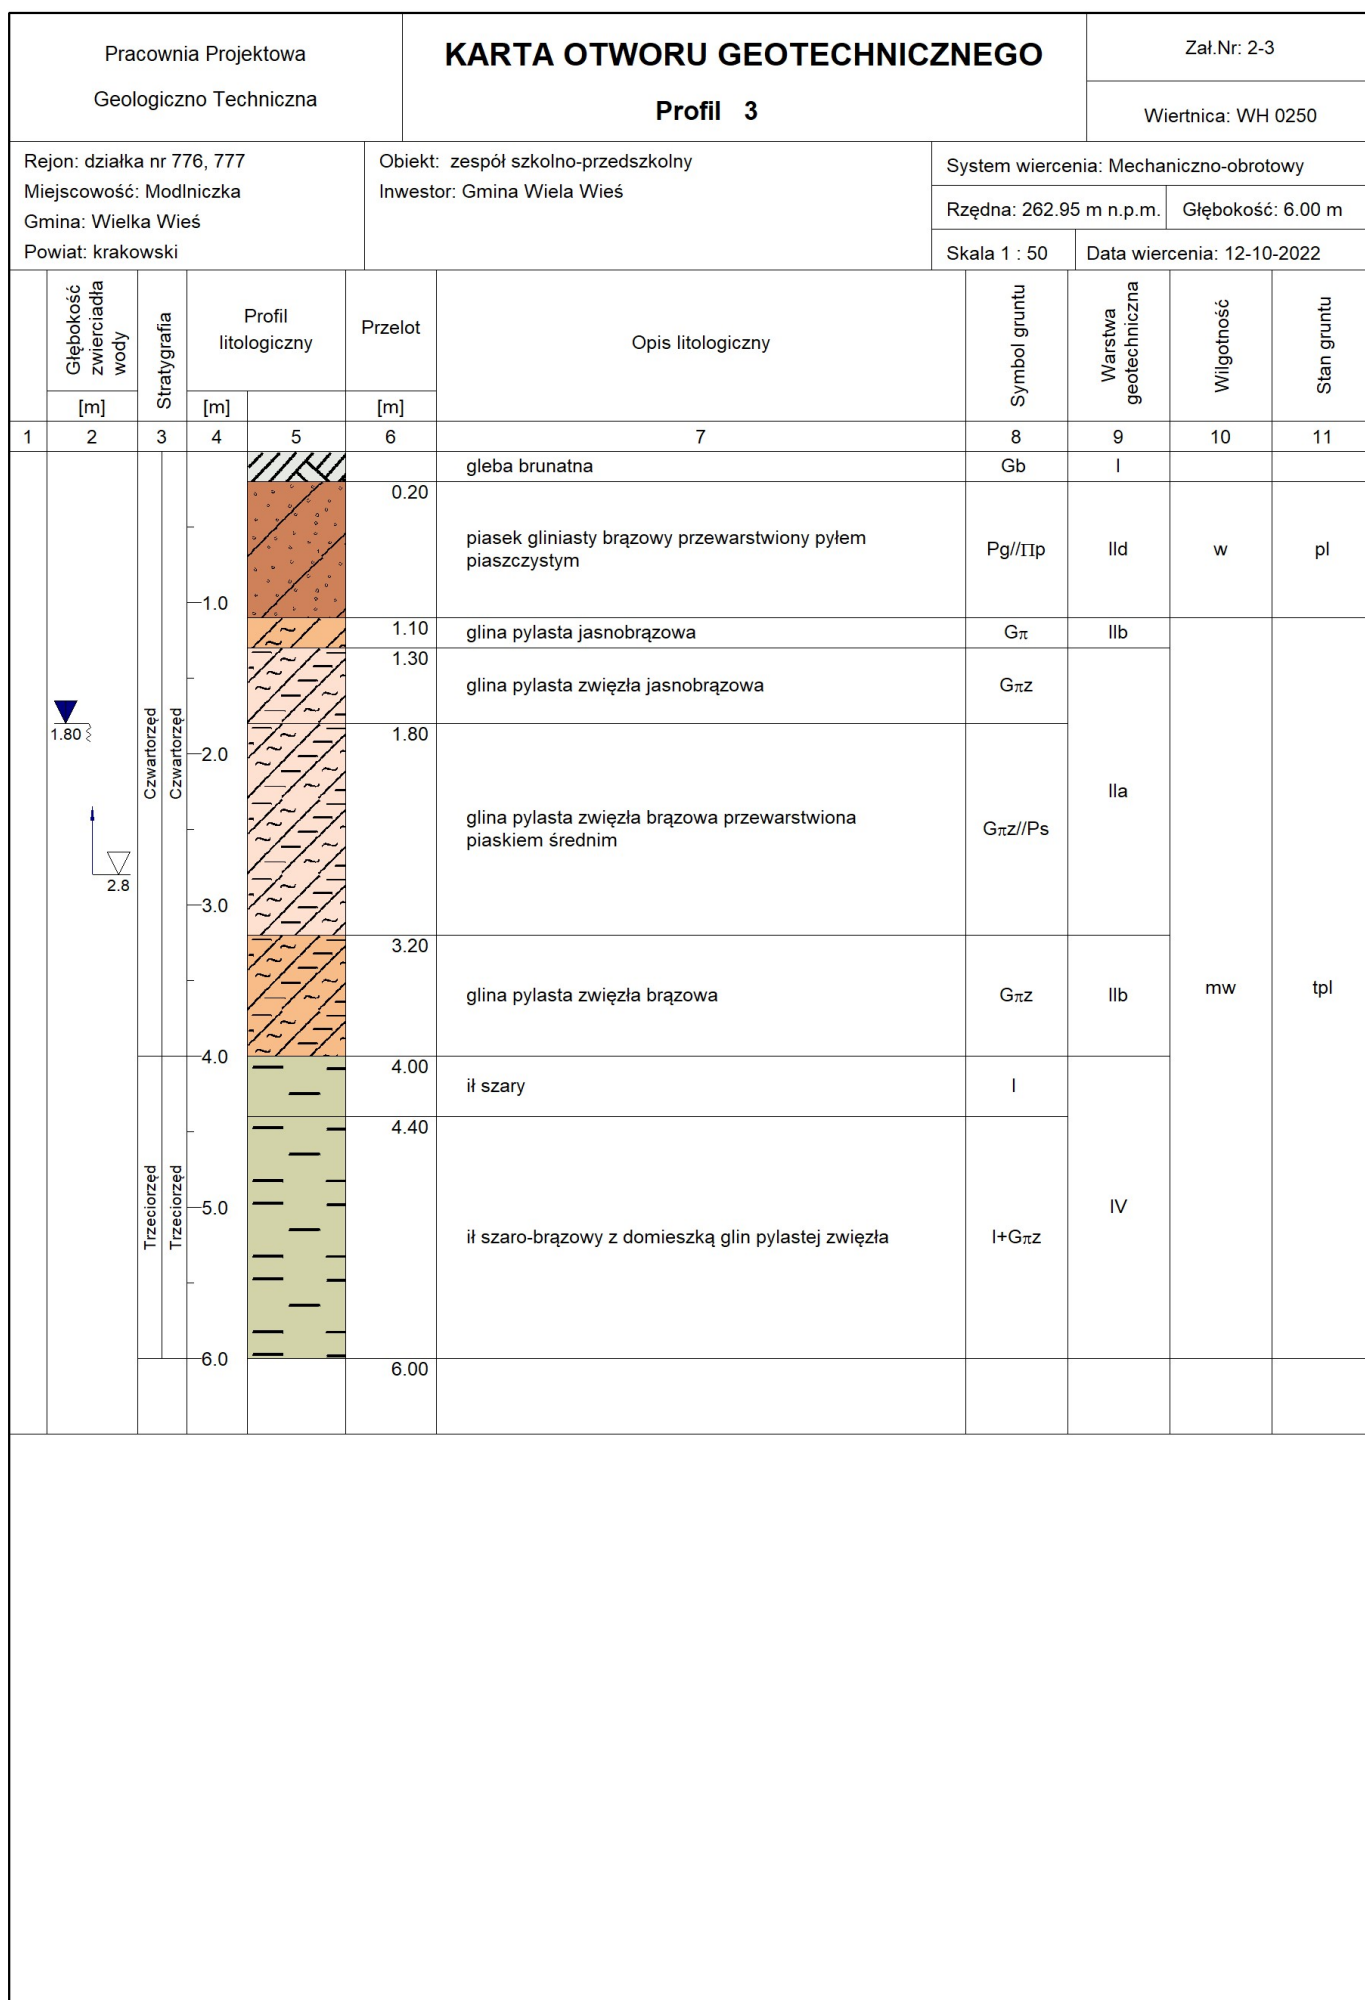 Pracownia Projektowa
Geologiczno Techniczna
KARTA OTWORU GEOTECHNICZNEGO
Profil 3
Zał.Nr: 2-3
Wiertnica: WH 0250
Rejon: działka nr 776, 777
Miejscowość: Modlniczka
Gmina: Wielka Wieś
Powiat: krakowski
Obiekt: zespół szkolno-przedszkolny
Inwestor: Gmina Wiela Wieś
System wiercenia: Mechaniczno-obrotowy
Rzędna: 262.95 m n.p.m.
Głębokość: 6.00 m
Skala 1 : 50
Data wiercenia: 12-10-2022
Głębokość
zwierciadła
wody
[m]
Stratygrafia
Profil
litologiczny
[m]
Przelot
[m]
Opis litologiczny
Symbol gruntu
Warstwa
geotechniczna
Wilgotność
Stan gruntu
1 2 3 4 5 6 7 8 9 10 11
gleba brunatna Gb I
0.20
piasek gliniasty brązowy przewarstwiony pyłem
piaszczystym
Pg//Πp IId w pl
1.0
1.10
glina pylasta jasnobrązowa Gπ IIb
1.30
glina pylasta zwięzła jasnobrązowa Gπz
1.80
1.80
Czwartorzęd
Czwartorzęd
2.0
IIa
glina pylasta zwięzła brązowa przewarstwiona
piaskiem średnim
Gπz//Ps
2.8
3.0
3.20
glina pylasta zwięzła brązowa Gπz IIb mw tpl
4.0
4.00
ił szary I
4.40
Trzeciorzęd
Trzeciorzęd
5.0
IV
ił szaro-brązowy z domieszką glin pylastej zwięzła I+Gπz
6.0
6.00